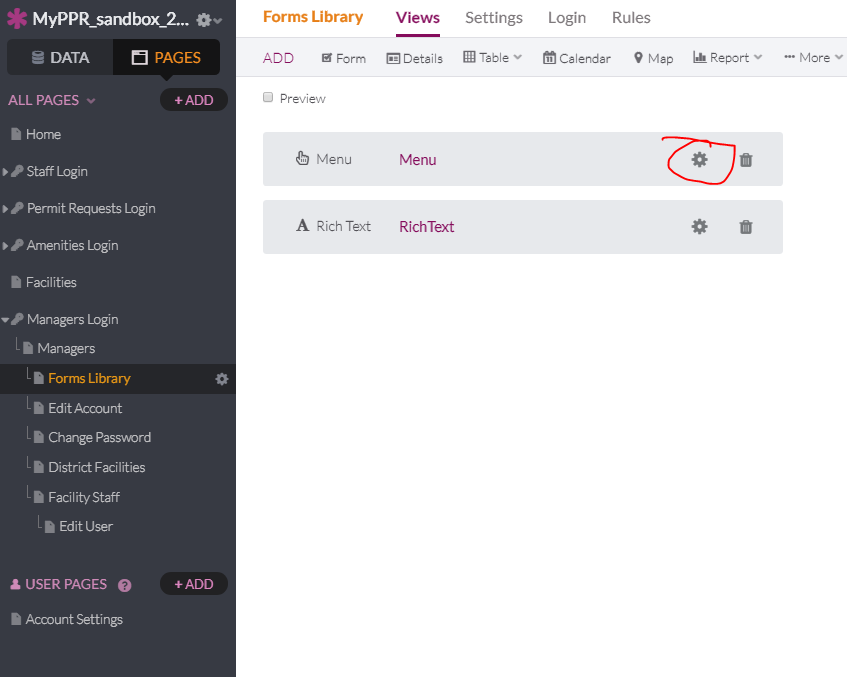 MyPPR_sandbox_2...
DATA
PAGES
ALL PAGES
+ ADD
Home
Staff Login
Permit Requests Login
Amenities Login
Facilities
Managers Login
Managers
Forms Library
Edit Account
Change Password
District Facilities
Facility Staff
Edit User
USER PAGES ?
+ ADD
Account Settings
Forms Library Views Settings Login Rules
ADD Form Details Table Calendar Map Report More
Preview
Menu Menu
A Rich Text RichText